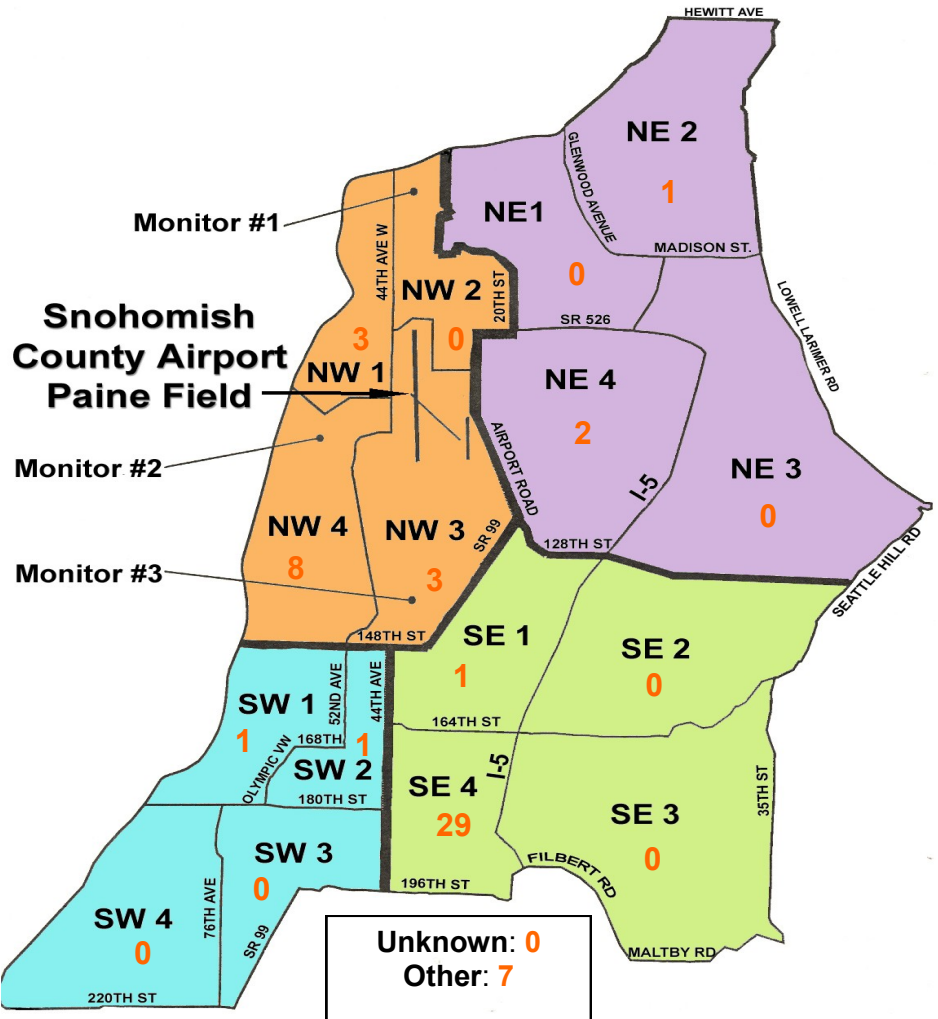 HEWITT AVE
NE 2
1
GLENWOOD AVENUE
MADISON ST.
Monitor #1
NE1
0
SR 526
44TH AVE W
NW 2
0
20TH ST
LOWELL LARIMER RD
Snohomish
County Airport
Paine Field
3
NW 1
NE 4
2
AIRPORT ROAD
I-5
NE 3
0
Monitor #2
NW 4
8
NW 3
3
SR 99
128TH ST
SEATTLE HILL RD
Monitor #3
148TH ST
SE 1
1
SE 2
0
164TH ST
SW 1
1
52ND AVE
44TH AVE
168TH
1
SW 2
OLYMPIC VW
180TH ST
SE 4
29
I-5
SE 3
0
35TH ST
196TH ST
FILBERT RD
MALTBY RD
SW 3
0
76TH AVE
SR 99
SW 4
0
220TH ST
Unknown: 0
Other: 7